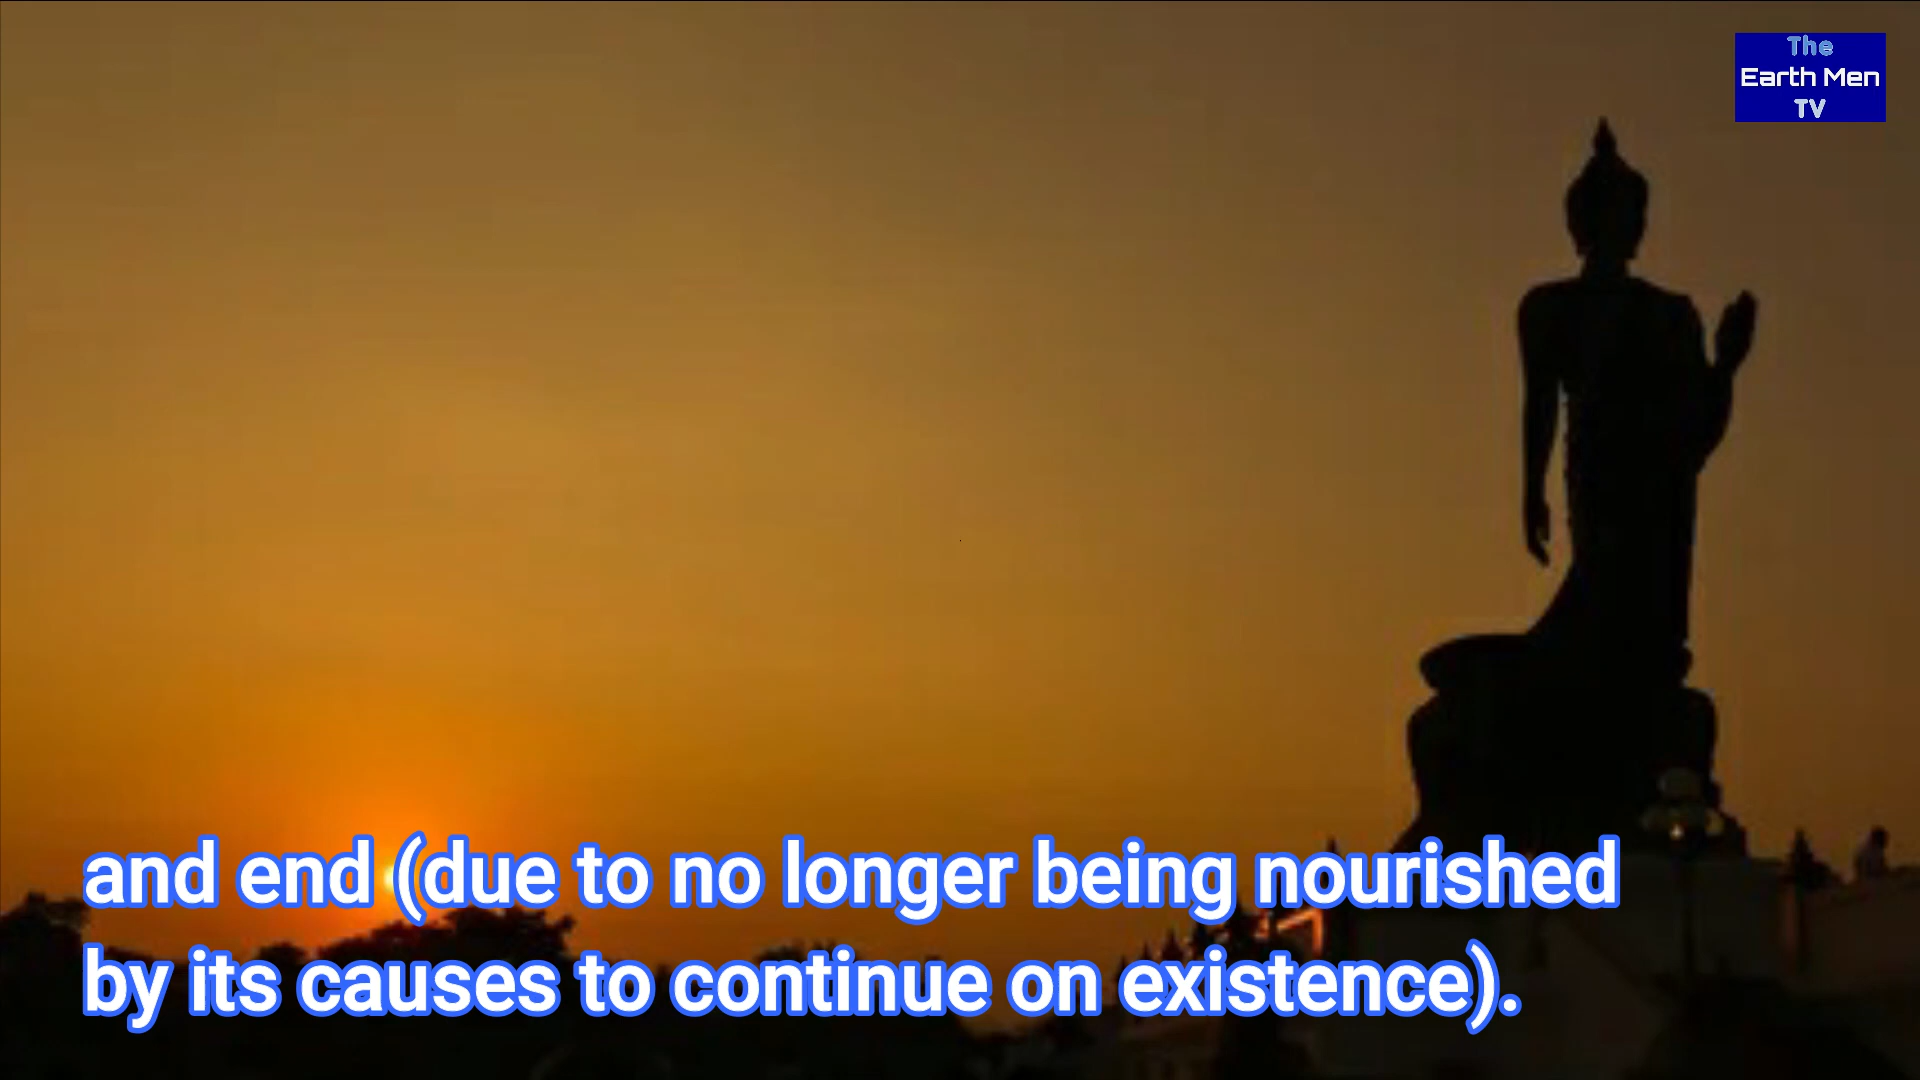 The
Earth Men
TV
and end (due to no longer being nourished
by its causes to continue on existence).